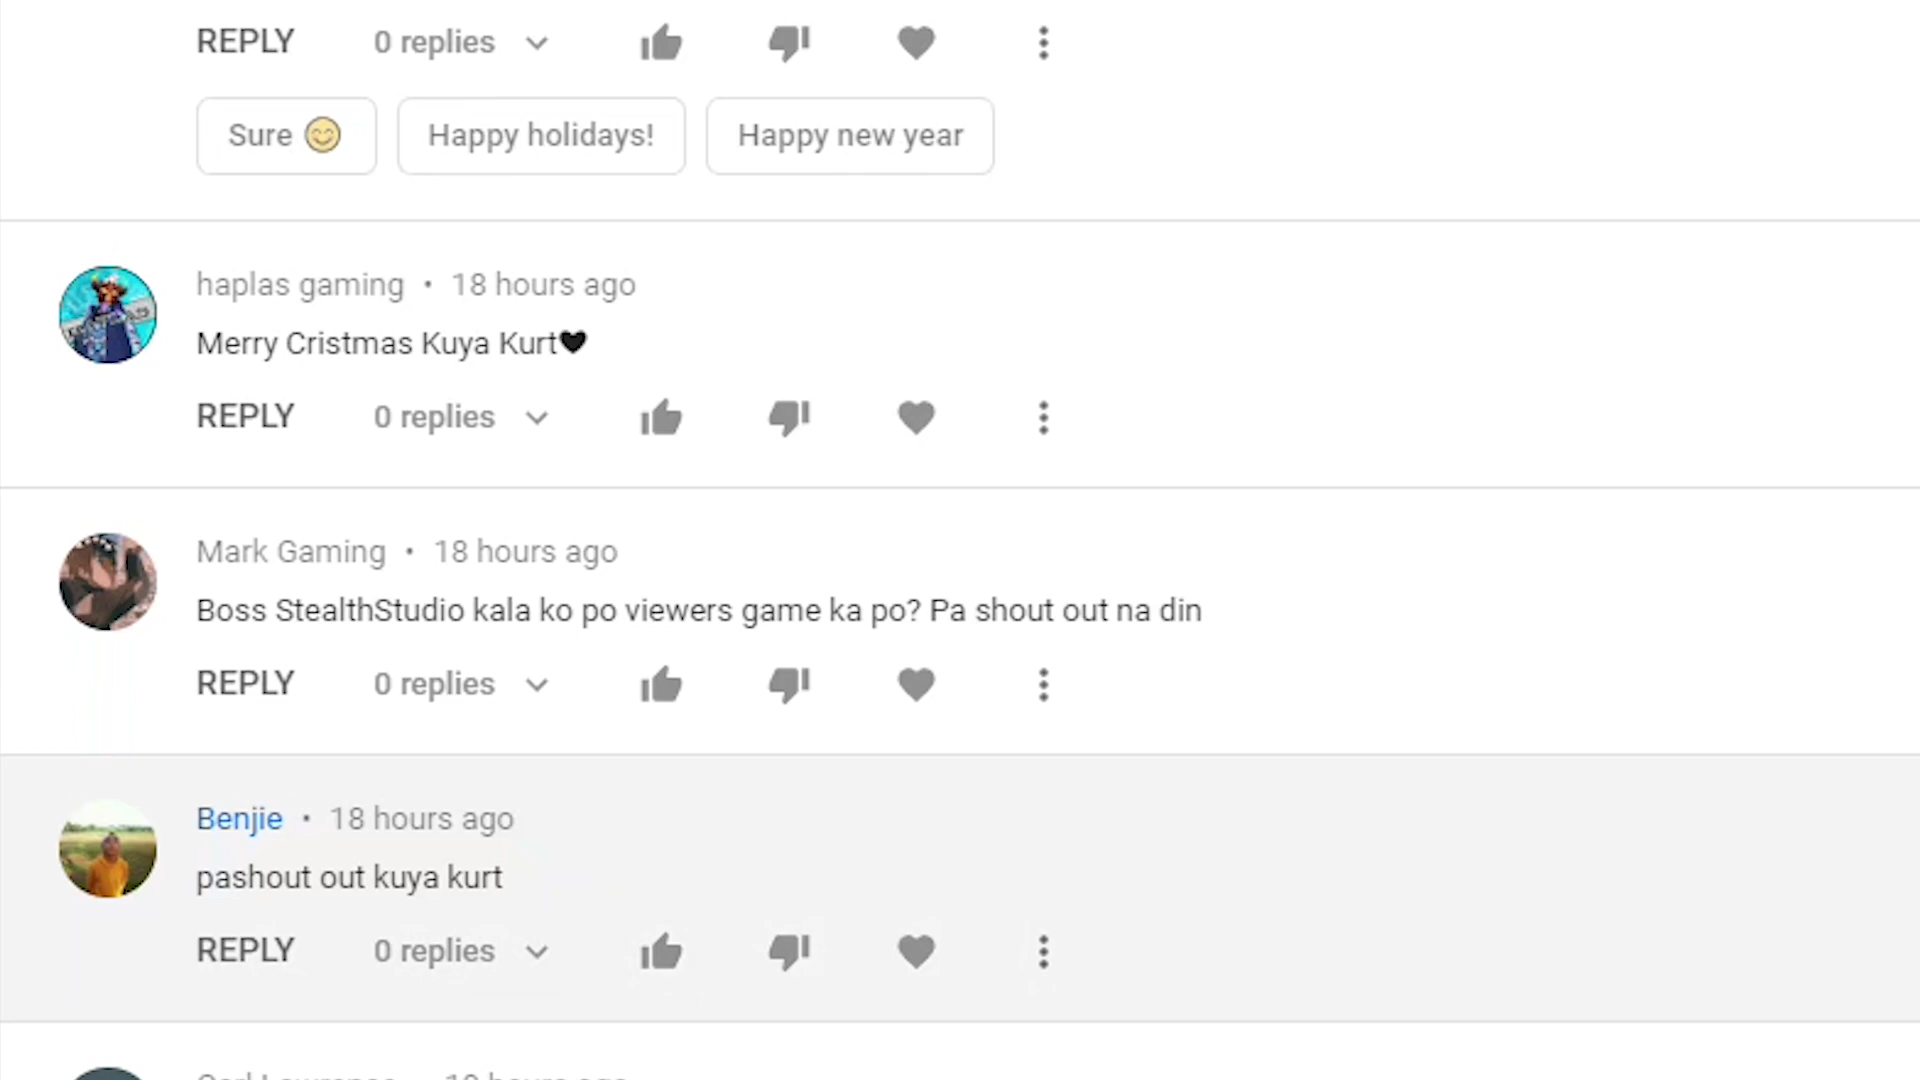 REPLY 0 replies
Sure 😊 Happy holidays! Happy new year
haplas gaming • 18 hours ago
Merry Cristmas Kuya Kurt🖤
REPLY 0 replies
Mark Gaming • 18 hours ago
Boss StealthStudio kala ko po viewers game ka po? Pa shout out na din
REPLY 0 replies
Benjie • 18 hours ago
pashout out kuya kurt
REPLY 0 replies
hours ago